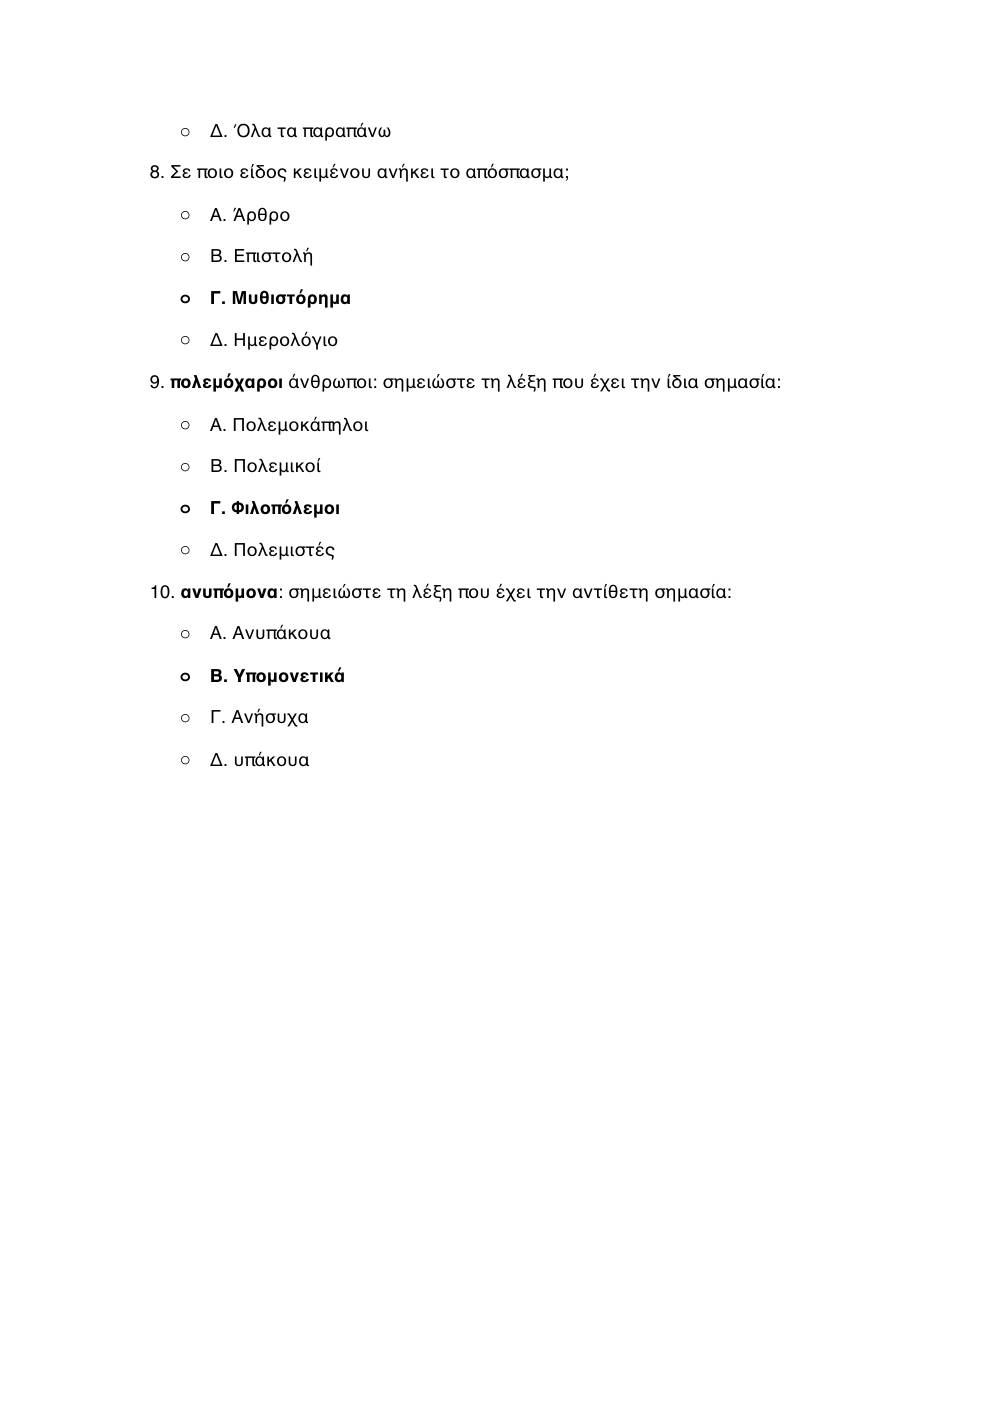 ○ Δ. Όλα τα παραπάνω
8. Σε ποιο είδος κειμένου ανήκει το απόσπασμα;
○ Α. Άρθρο
○ Β. Επιστολή
○ Γ. Μυθιστόρημα
○ Δ. Ημερολόγιο
9. πολεμόχαροι άνθρωποι: σημειώστε τη λέξη που έχει την ίδια σημασία:
○ Α. Πολεμοκάπηλοι
○ Β. Πολεμικοί
○ Γ. Φιλοπόλεμοι
○ Δ. Πολεμιστές
10. ανυπόμονα: σημειώστε τη λέξη που έχει την αντίθετη σημασία:
○ Α. Ανυπάκουα
○ Β. Υπομονετικά
○ Γ. Ανήσυχα
○ Δ. υπάκουα